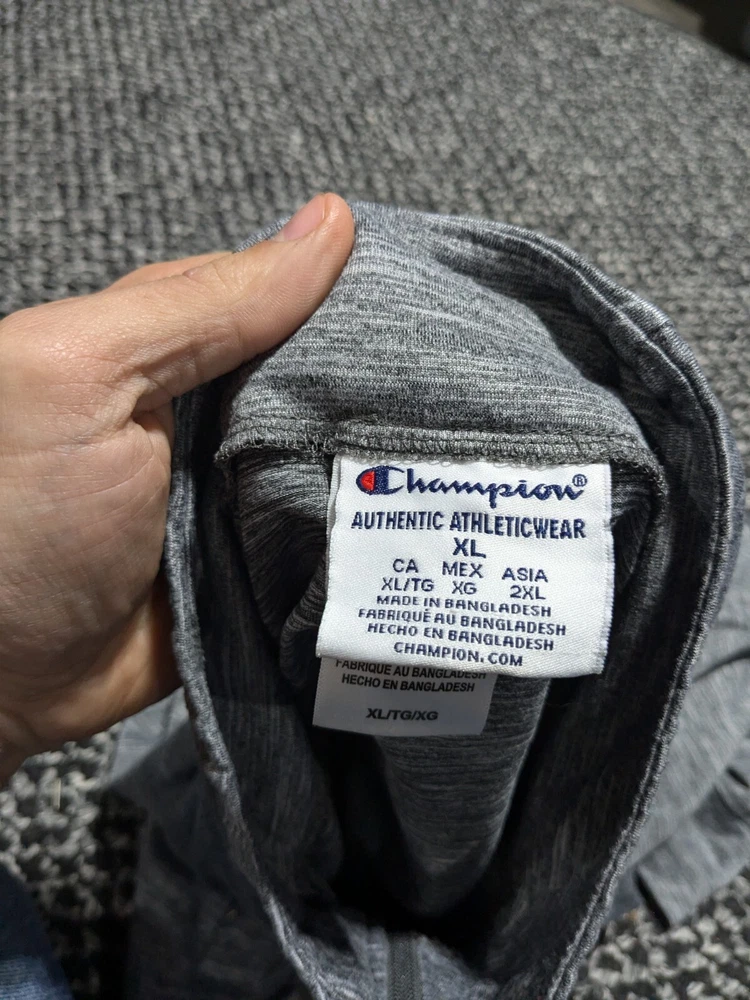 Champion®
AUTHENTIC ATHLETICWEAR
XL
CA MEX ASIA
XL/TG XG 2XL
MADE IN BANGLADESH
FABRIQUÉ AU BANGLADESH
HECHO EN BANGLADESH
CHAMPION.COM
FABRIQUE AU BANGLADESH
HECHO EN BANGLADESH
XL/TG/XG